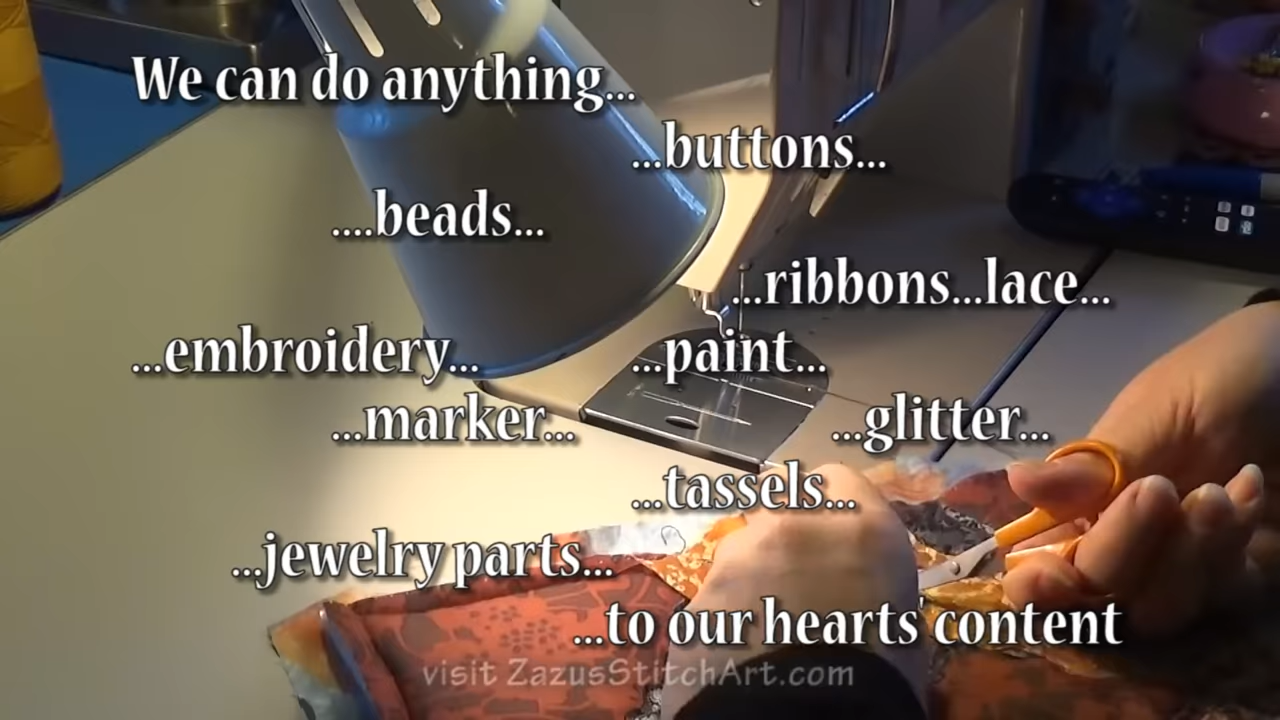 We can do anything...
...buttons...
....beads...
...ribbons...lace...
...embroidery... ...paint...
...marker... ...glitter...
...tassels...
...jewelry parts...
...to our hearts' content
visit ZazusStitchArt.com